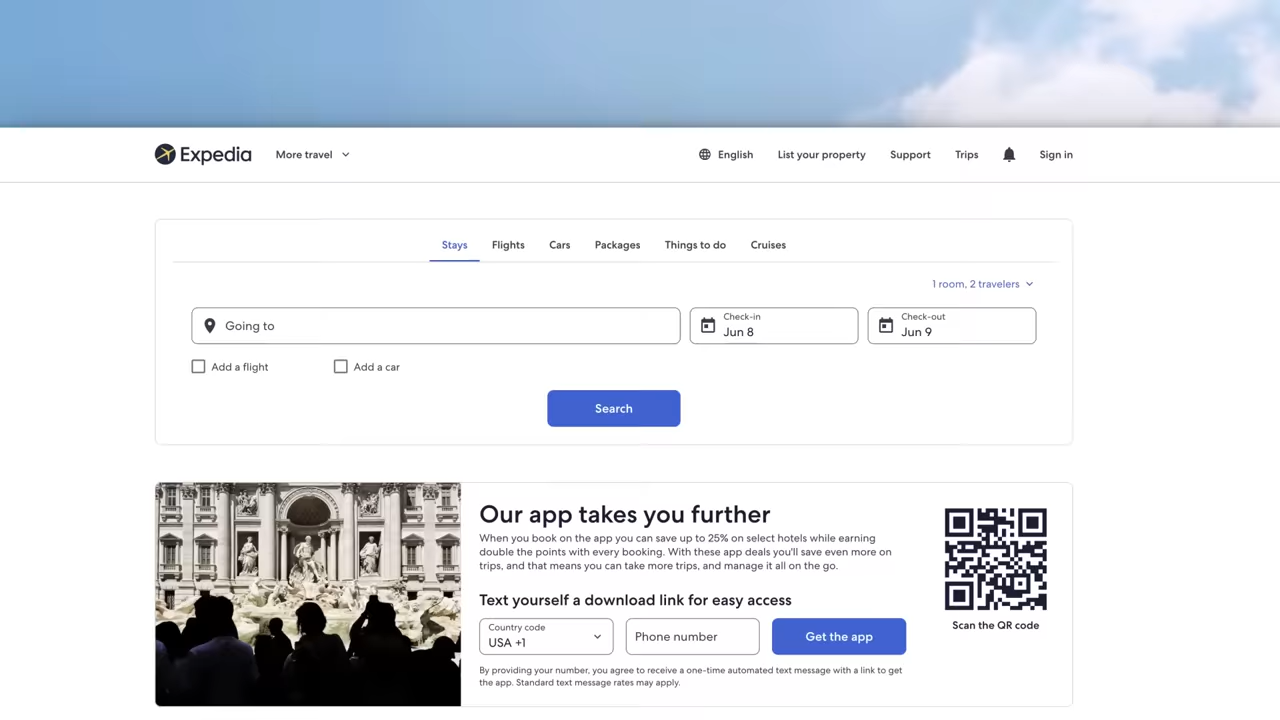 Expedia
More travel
English
List your property
Support
Trips
Sign in
Stays
Flights
Cars
Packages
Things to do
Cruises
1 room, 2 travelers
Going to
Check-in
Jun 8
Check-out
Jun 9
Add a flight
Add a car
Search
Our app takes you further
When you book on the app you can save up to 25% on select hotels while earning
double the points with every booking. With these app deals you'll save even more on
trips, and that means you can take more trips, and manage it all on the go.
Text yourself a download link for easy access
Country code
USA +1
Phone number
Get the app
By providing your number, you agree to receive a one-time automated text message with a link to get
the app. Standard text message rates may apply.
Scan the QR code